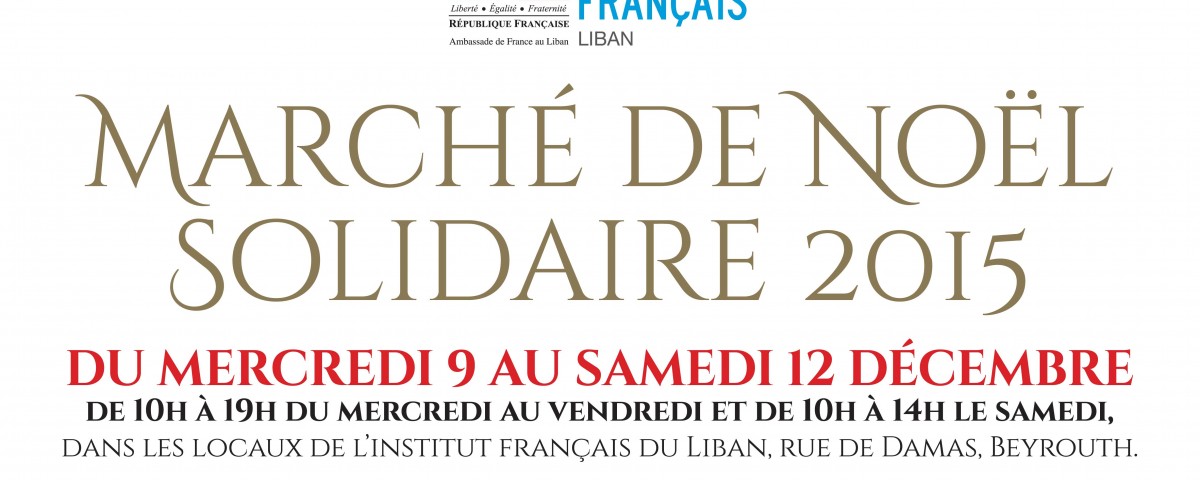 Liberté • Égalité • Fraternité
RÉPUBLIQUE FRANÇAISE
Ambassade de France au Liban
FRANÇAIS
LIBAN
MARCHÉ DE NOËL
SOLIDAIRE 2015
DU MERCREDI 9 AU SAMEDI 12 DÉCEMBRE
DE 10H À 19H DU MERCREDI AU VENDREDI ET DE 10H À 14H LE SAMEDI,
DANS LES LOCAUX DE L'INSTITUT FRANÇAIS DU LIBAN, RUE DE DAMAS, BEYROUTH.